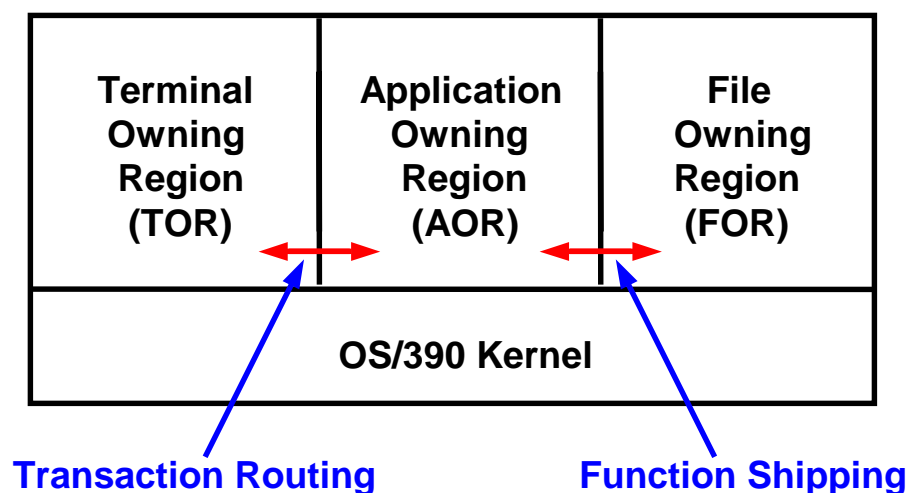 Terminal
Owning
Region
(TOR)
Application
Owning
Region
(AOR)
File
Owning
Region
(FOR)
OS/390 Kernel
Transaction Routing
Function Shipping